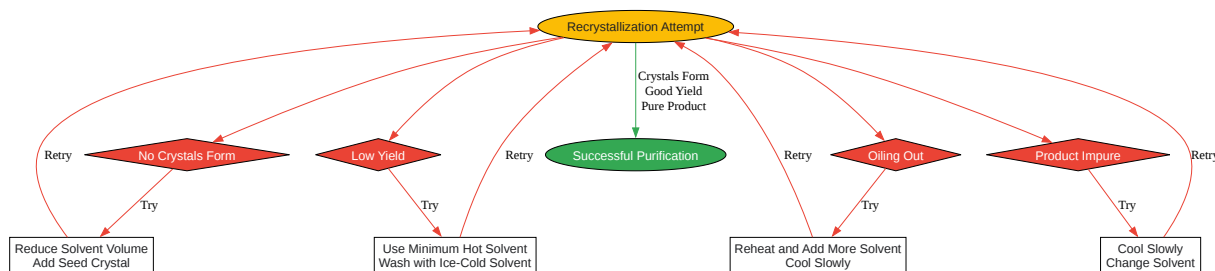 Recrystallization Attempt
Crystals Form
Good Yield
Pure Product
Retry
No Crystals Form
Low Yield
Retry
Successful Purification
Retry
Oiling Out
Product Impure
Retry
Try
Try
Try
Try
Reduce Solvent Volume
Add Seed Crystal
Use Minimum Hot Solvent
Wash with Ice-Cold Solvent
Reheat and Add More Solvent
Cool Slowly
Cool Slowly
Change Solvent